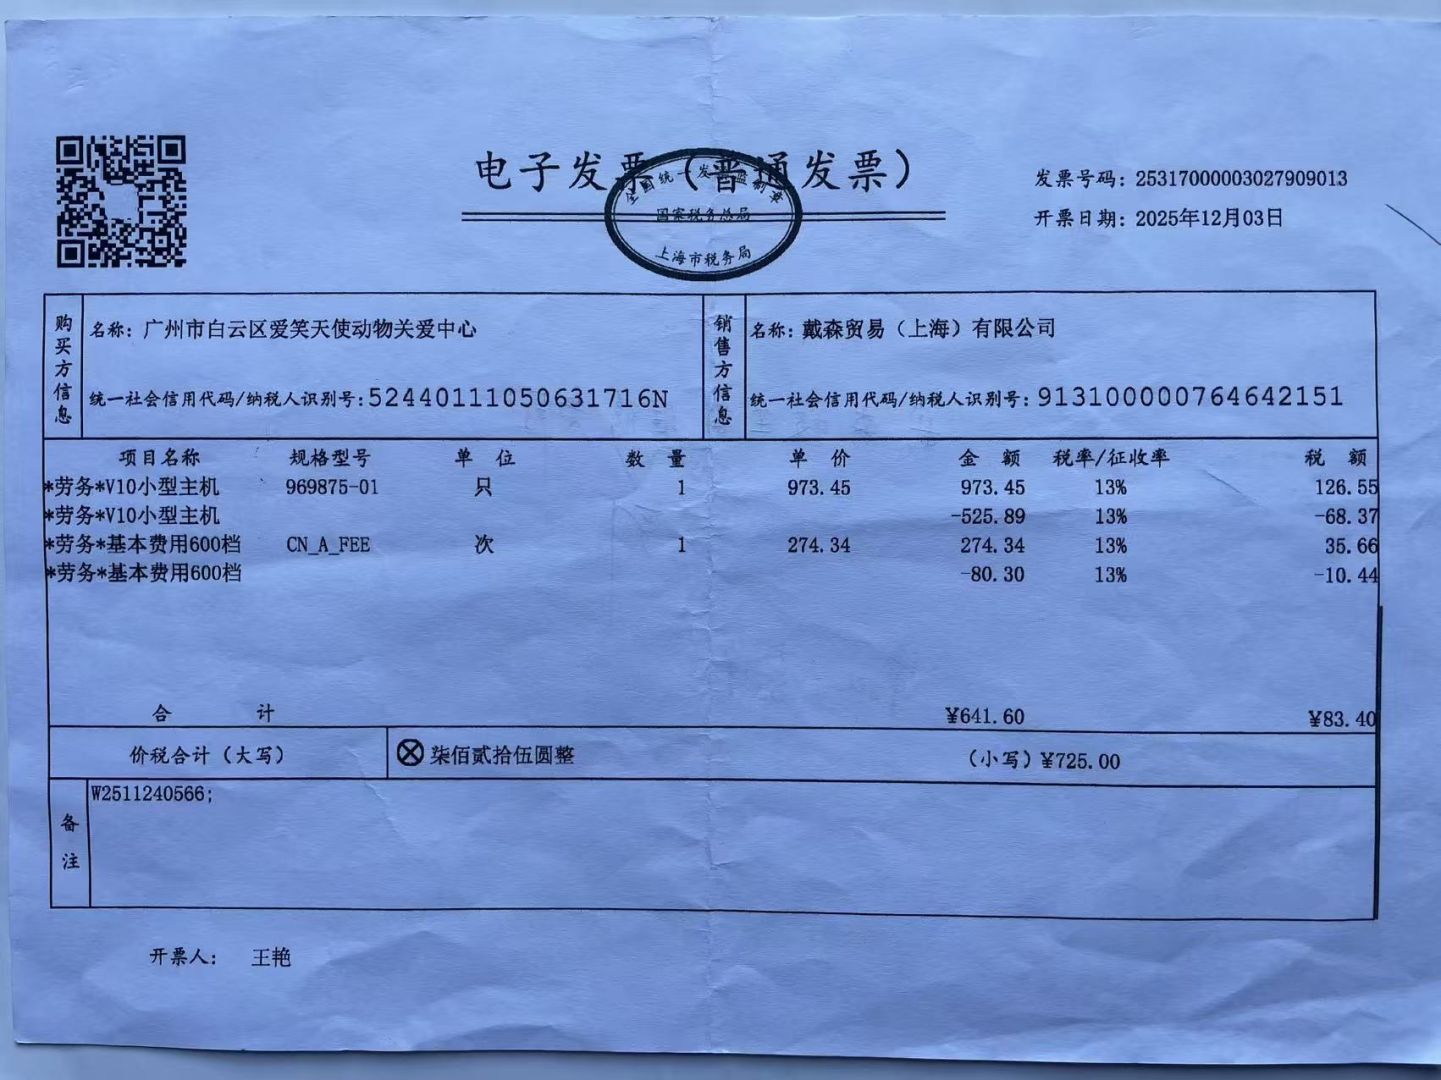 电子发票（普通发票）
全国统一发票监制章
国家税务总局
上海市税务局
发票号码：25317000003027909013
开票日期：2025年12月03日
购买方信息
名称：广州市白云区爱笑天使动物关爱中心
统一社会信用代码/纳税人识别号：52440111050631716N
销售方信息
名称：戴森贸易（上海）有限公司
统一社会信用代码/纳税人识别号：913100000764642151
项目名称 规格型号 单位 数量 单价 金额 税率/征收率 税额
*劳务*V10小型主机 969875-01 只 1 973.45 973.45 13% 126.55
*劳务*V10小型主机 -525.89 13% -68.37
*劳务*基本费用600档 CN_A_FEE 次 1 274.34 274.34 13% 35.66
*劳务*基本费用600档 -80.30 13% -10.44
合计 ¥641.60 ¥83.40
价税合计（大写） ⊗柒佰贰拾伍圆整 （小写）¥725.00
备注
W2511240566;
开票人： 王艳